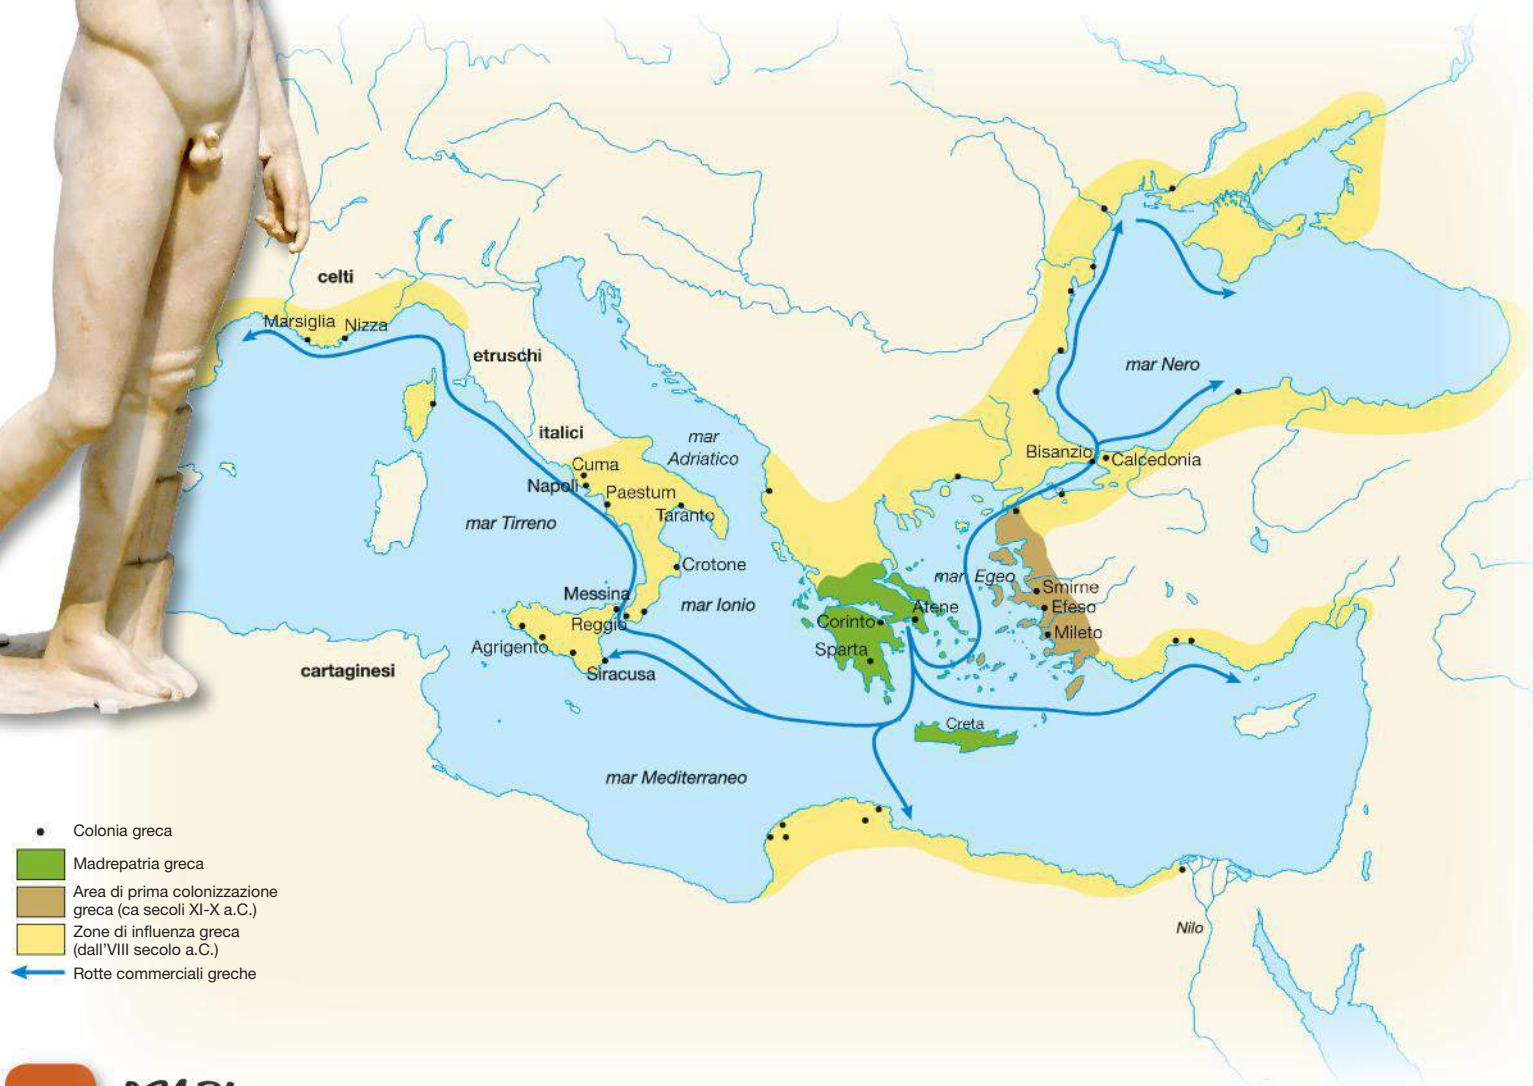 celti
Marsiglia
Nizza
etruschi
italici
mar
Adriatico
mar Nero
Cuma
Napoli
Paestum
Taranto
mar Tirreno
Bisanzio
Calcedonia
Crotone
Messina
mar Ionio
Reggio
Agrigento
Siracusa
cartaginesi
mar Egeo
Smirne
Efeso
Mileto
Atene
Corinto
Sparta
Creta
mar Mediterraneo
Nilo
Colonia greca
Madrepatria greca
Area di prima colonizzazione
greca (ca secoli XI-X a.C.)
Zone di influenza greca
(dall'VIII secolo a.C.)
Rotte commerciali greche